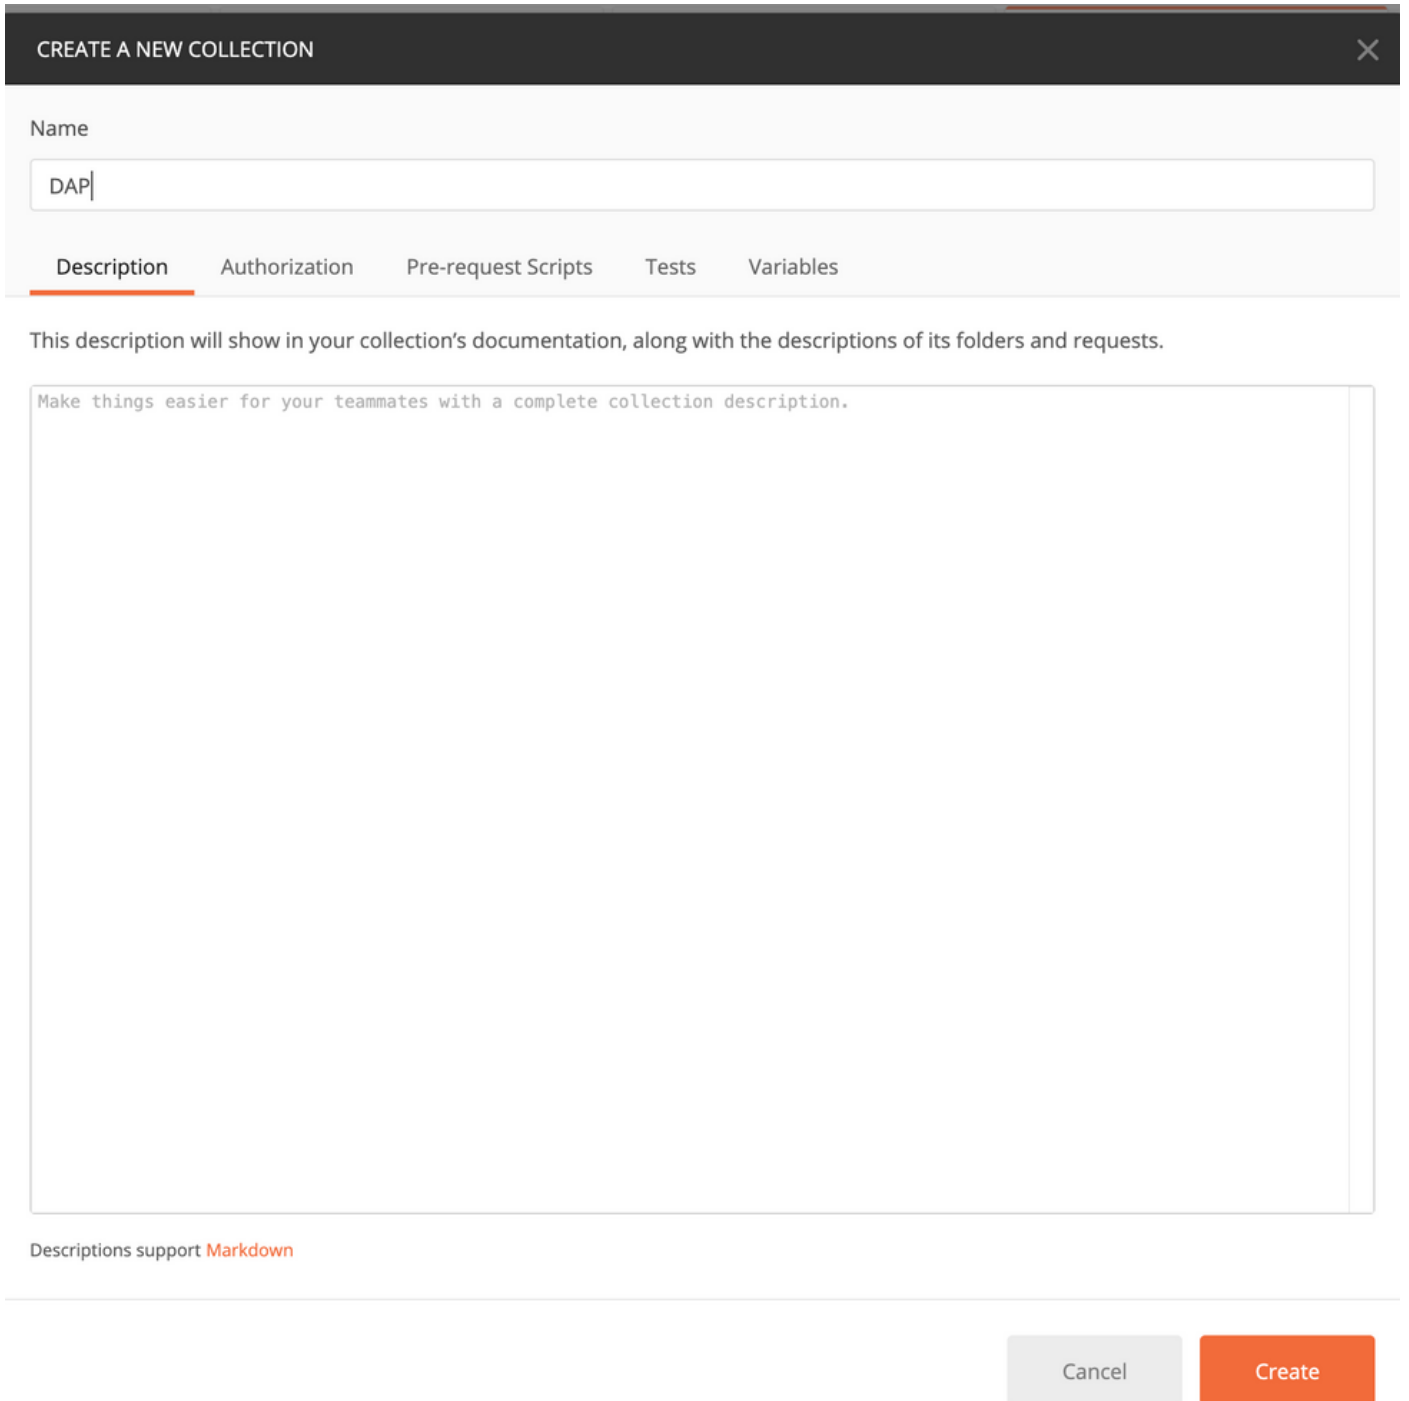 CREATE A NEW COLLECTION
Name
DAP
Description Authorization Pre-request Scripts Tests Variables
This description will show in your collection’s documentation, along with the descriptions of its folders and requests.
Make things easier for your teammates with a complete collection description.
Descriptions support Markdown
Cancel Create